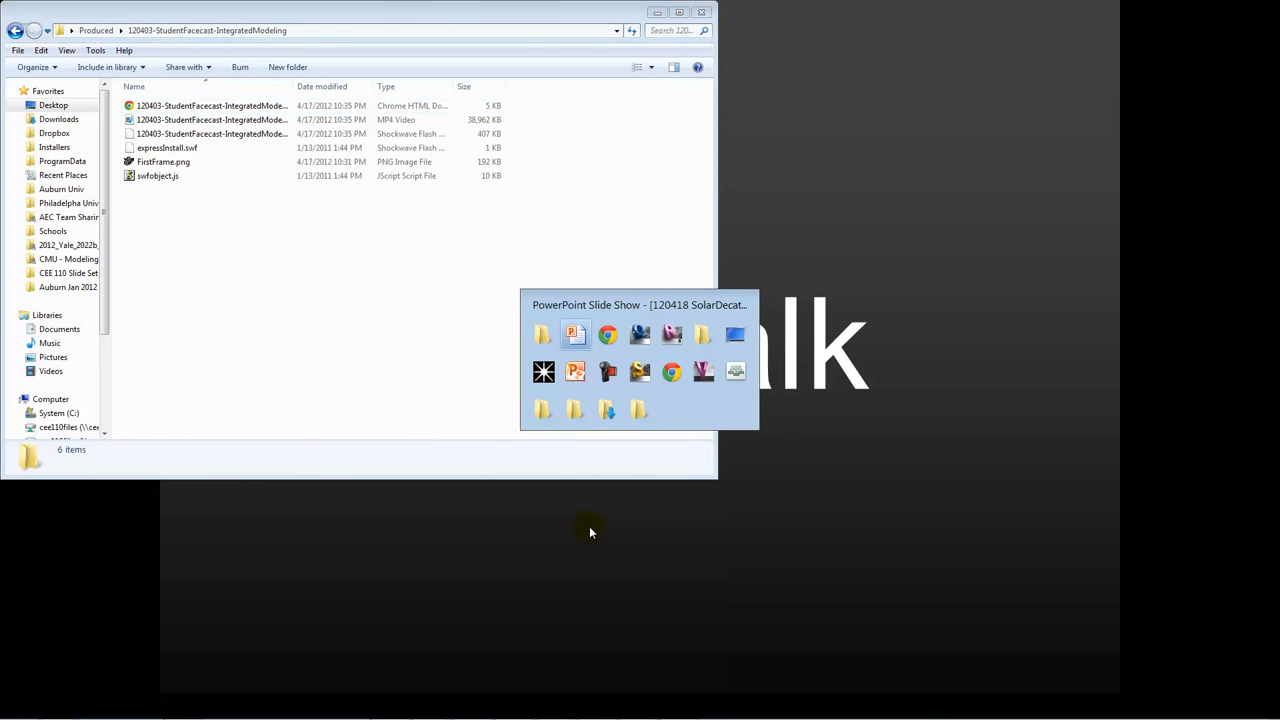 Produced 120403-StudentFacecast-IntegratedModeling Search 120...
File Edit View Tools Help
Organize Include in library Share with Burn New folder
Name Date modified Type Size
Favorites
Desktop
Downloads
Dropbox
Installers
ProgramData
Recent Places
Auburn Univ
Philadelpha Univ
AEC Team Sharin
Schools
2012_Yale_2022b_
CMU - Modeling
CEE 110 Slide Set
Auburn Jan 2012
Libraries
Documents
Music
Pictures
Videos
Computer
System (C:)
cee110files (\\cee
120403-StudentFacecast-IntegratedMode... 4/17/2012 10:35 PM Chrome HTML Do... 5 KB
120403-StudentFacecast-IntegratedMode... 4/17/2012 10:35 PM MP4 Video 38,962 KB
120403-StudentFacecast-IntegratedMode... 4/17/2012 10:35 PM Shockwave Flash ... 407 KB
expressInstall.swf 1/13/2011 1:44 PM Shockwave Flash ... 1 KB
FirstFrame.png 4/17/2012 10:31 PM PNG Image File 192 KB
swfobject.js 1/13/2011 1:44 PM JScript Script File 10 KB
6 items
PowerPoint Slide Show - [120418 SolarDecat...
alk